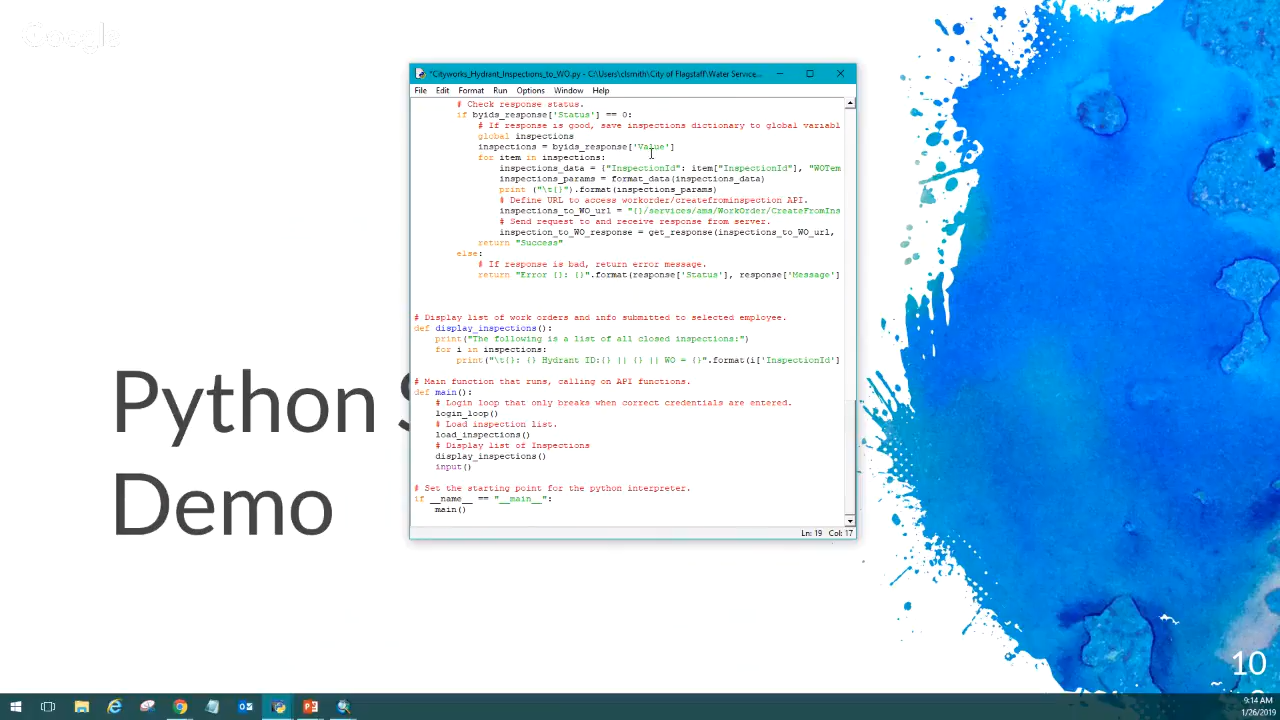 Google
*Cityworks_Hydrant_Inspections_to_WO.py - C:\Users\clsmith\City of Flagstaff\Water Service...
File Edit Format Run Options Window Help
# Check response status.
if byids_response['Status'] == 0:
# If response is good, save inspections dictionary to global variabl
global inspections
inspections = byids_response['Value']
for item in inspections:
inspections_data = {"InspectionId": item["InspectionId"], "WOTem
inspections_params = format_data(inspections_data)
print ("\t{}").format(inspections_params)
# Define URL to access workorder/createfrominspection API.
inspections_to_WO_url = "{}/services/ams/WorkOrder/CreateFromIns
# Send request to and receive response from server.
inspection_to_WO_response = get_response(inspections_to_WO_url,
return "Success"
else:
# If response is bad, return error message.
return "Error {}: {}".format(response['Status'], response['Message']
# Display list of work orders and info submitted to selected employee.
def display_inspections():
print("The following is a list of all closed inspections:")
for i in inspections:
print("\t{}: {} Hydrant ID:{} || {} || WO = {}".format(i['InspectionId']
# Main function that runs, calling on API functions.
def main():
# Login loop that only breaks when correct credentials are entered.
login_loop()
# Load inspection list.
load_inspections()
# Display list of Inspections
display_inspections()
input()
# Set the starting point for the python interpreter.
if __name__ == "__main__":
main()
Ln: 19 Col: 17
Python
Demo
10
9:14 AM
1/26/2019